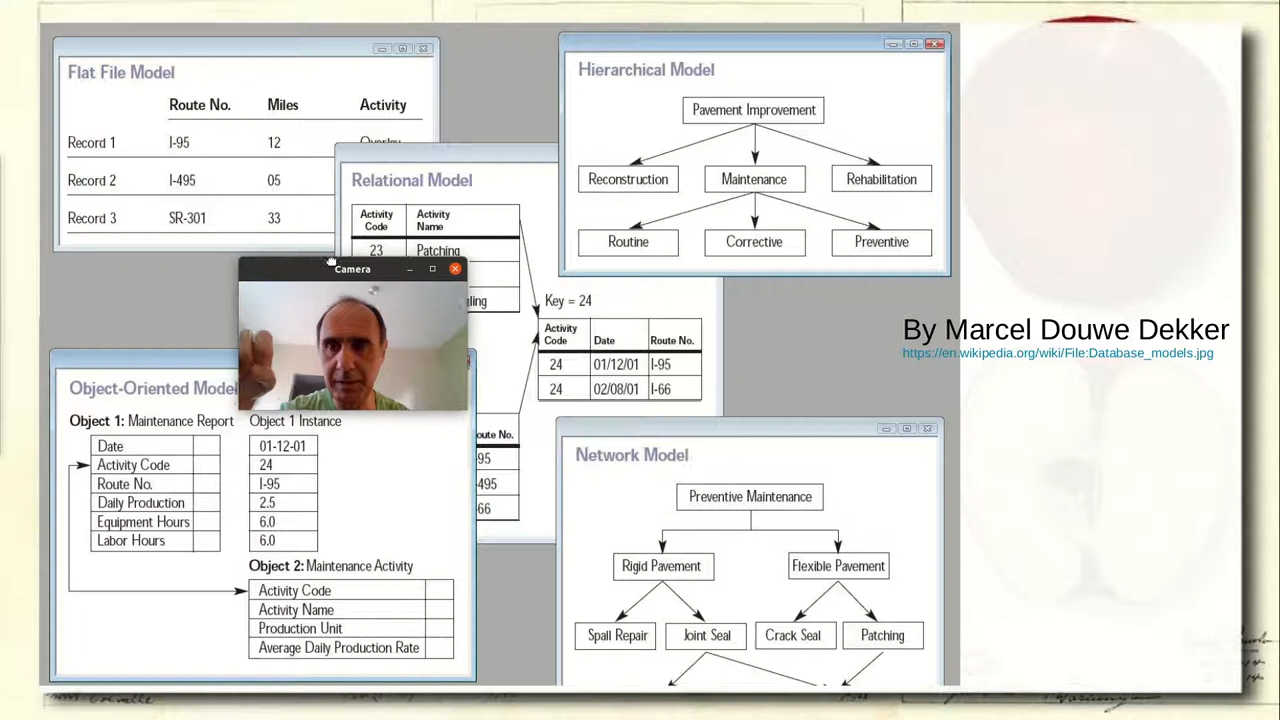 Flat File Model
Route No. Miles Activity
Record 1 I-95 12 Overlay
Record 2 I-495 05
Record 3 SR-301 33
Relational Model
Activity Code Activity Name
23 Patching
Key = 24
Activity Code Date Route No.
24 01/12/01 I-95
24 02/08/01 I-66
oute No.
-95
-495
-66
Hierarchical Model
Pavement Improvement
Reconstruction Maintenance Rehabilitation
Routine Corrective Preventive
Camera
By Marcel Douwe Dekker
https://en.wikipedia.org/wiki/File:Database_models.jpg
Object-Oriented Model
Object 1: Maintenance Report Object 1 Instance
Date 01-12-01
Activity Code 24
Route No. I-95
Daily Production 2.5
Equipment Hours 6.0
Labor Hours 6.0
Object 2: Maintenance Activity
Activity Code
Activity Name
Production Unit
Average Daily Production Rate
Network Model
Preventive Maintenance
Rigid Pavement Flexible Pavement
Spall Repair Joint Seal Crack Seal Patching